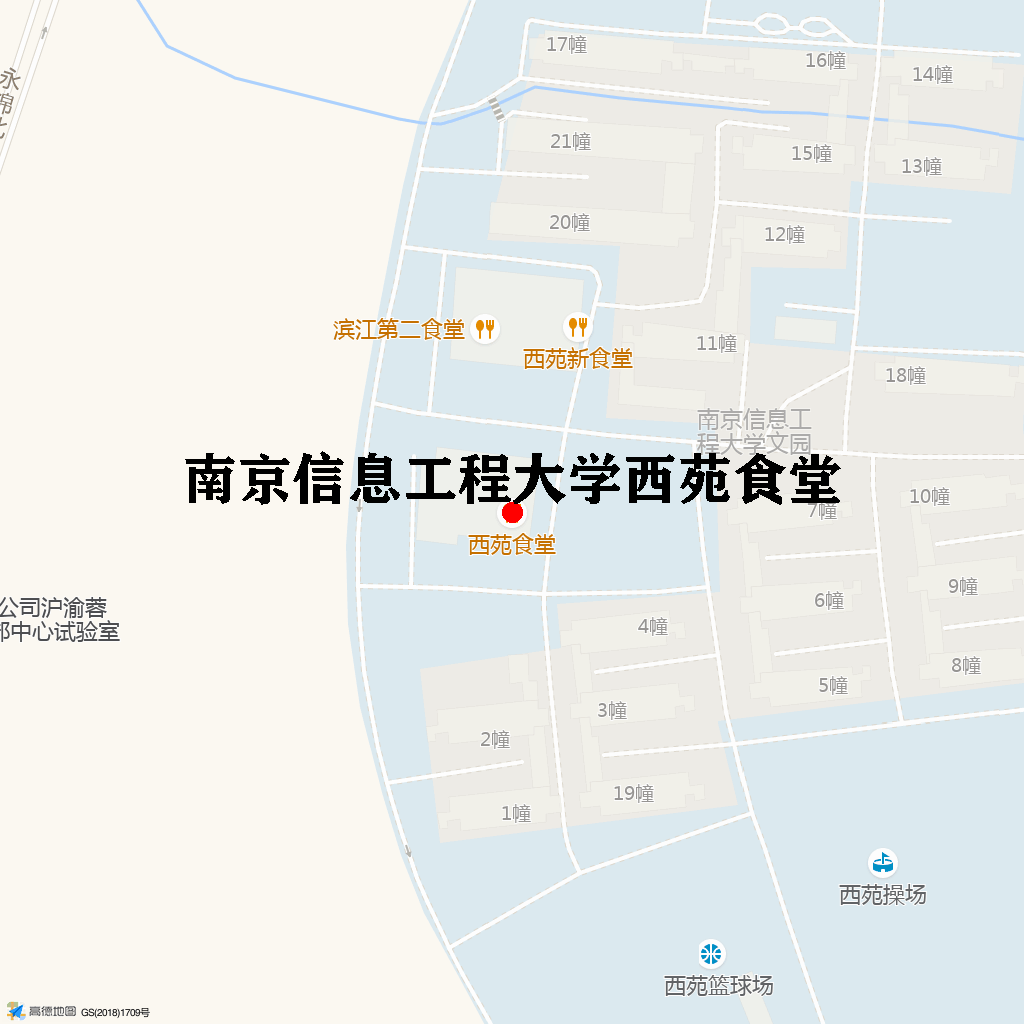 17幢
16幢
14幢
永锦北
21幢
15幢
13幢
20幢
12幢
滨江第二食堂
西苑新食堂
11幢
18幢
南京信息工
程大学文园
南京信息工程大学西苑食堂
西苑食堂
7幢
10幢
公司沪渝蓉
部中心试验室
6幢
9幢
4幢
5幢
8幢
3幢
2幢
19幢
1幢
西苑操场
西苑篮球场
高德地图 GS(2018)1709号